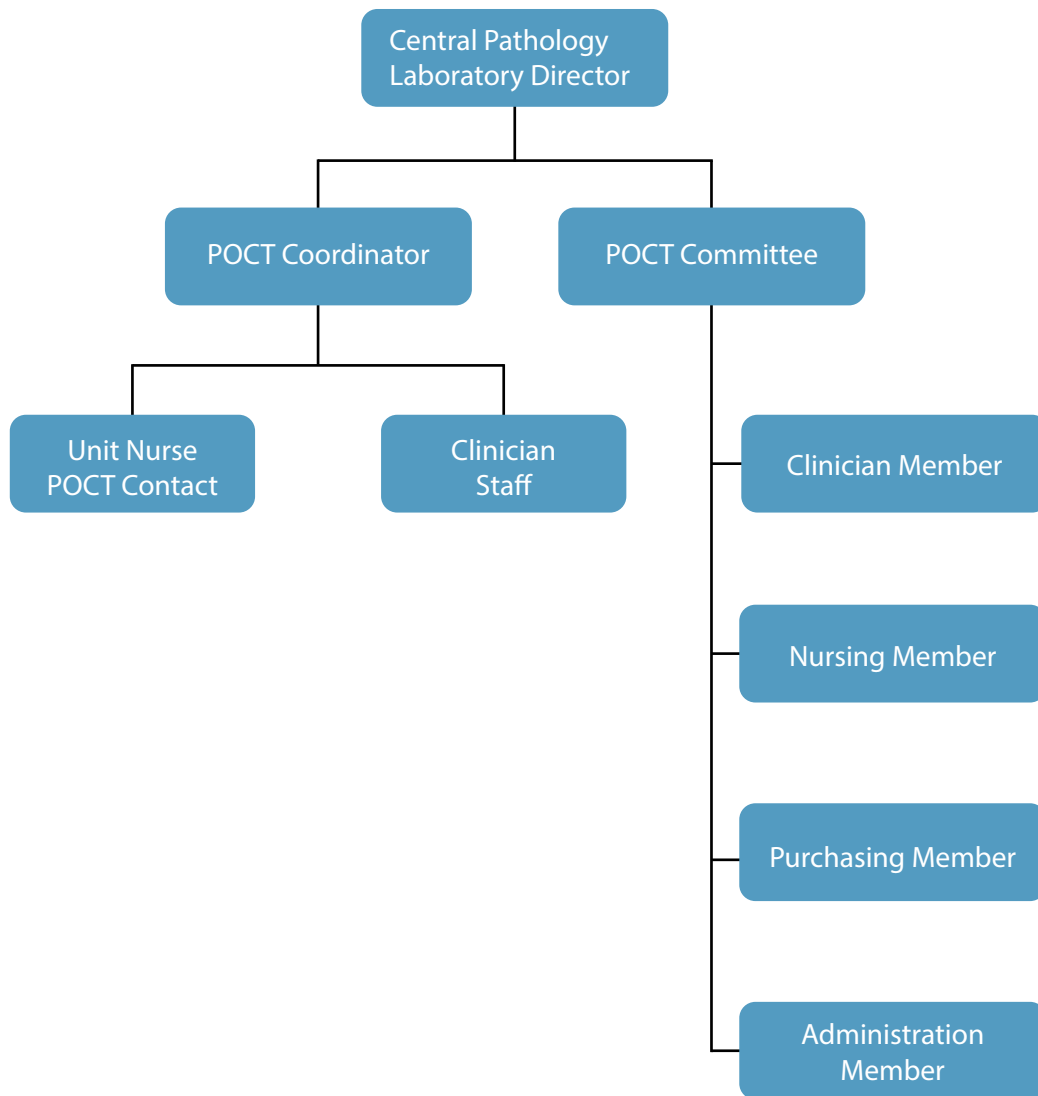 Central Pathology
Laboratory Director
POCT Coordinator
POCT Committee
Unit Nurse
POCT Contact
Clinician
Staff
Clinician Member
Nursing Member
Purchasing Member
Administration
Member